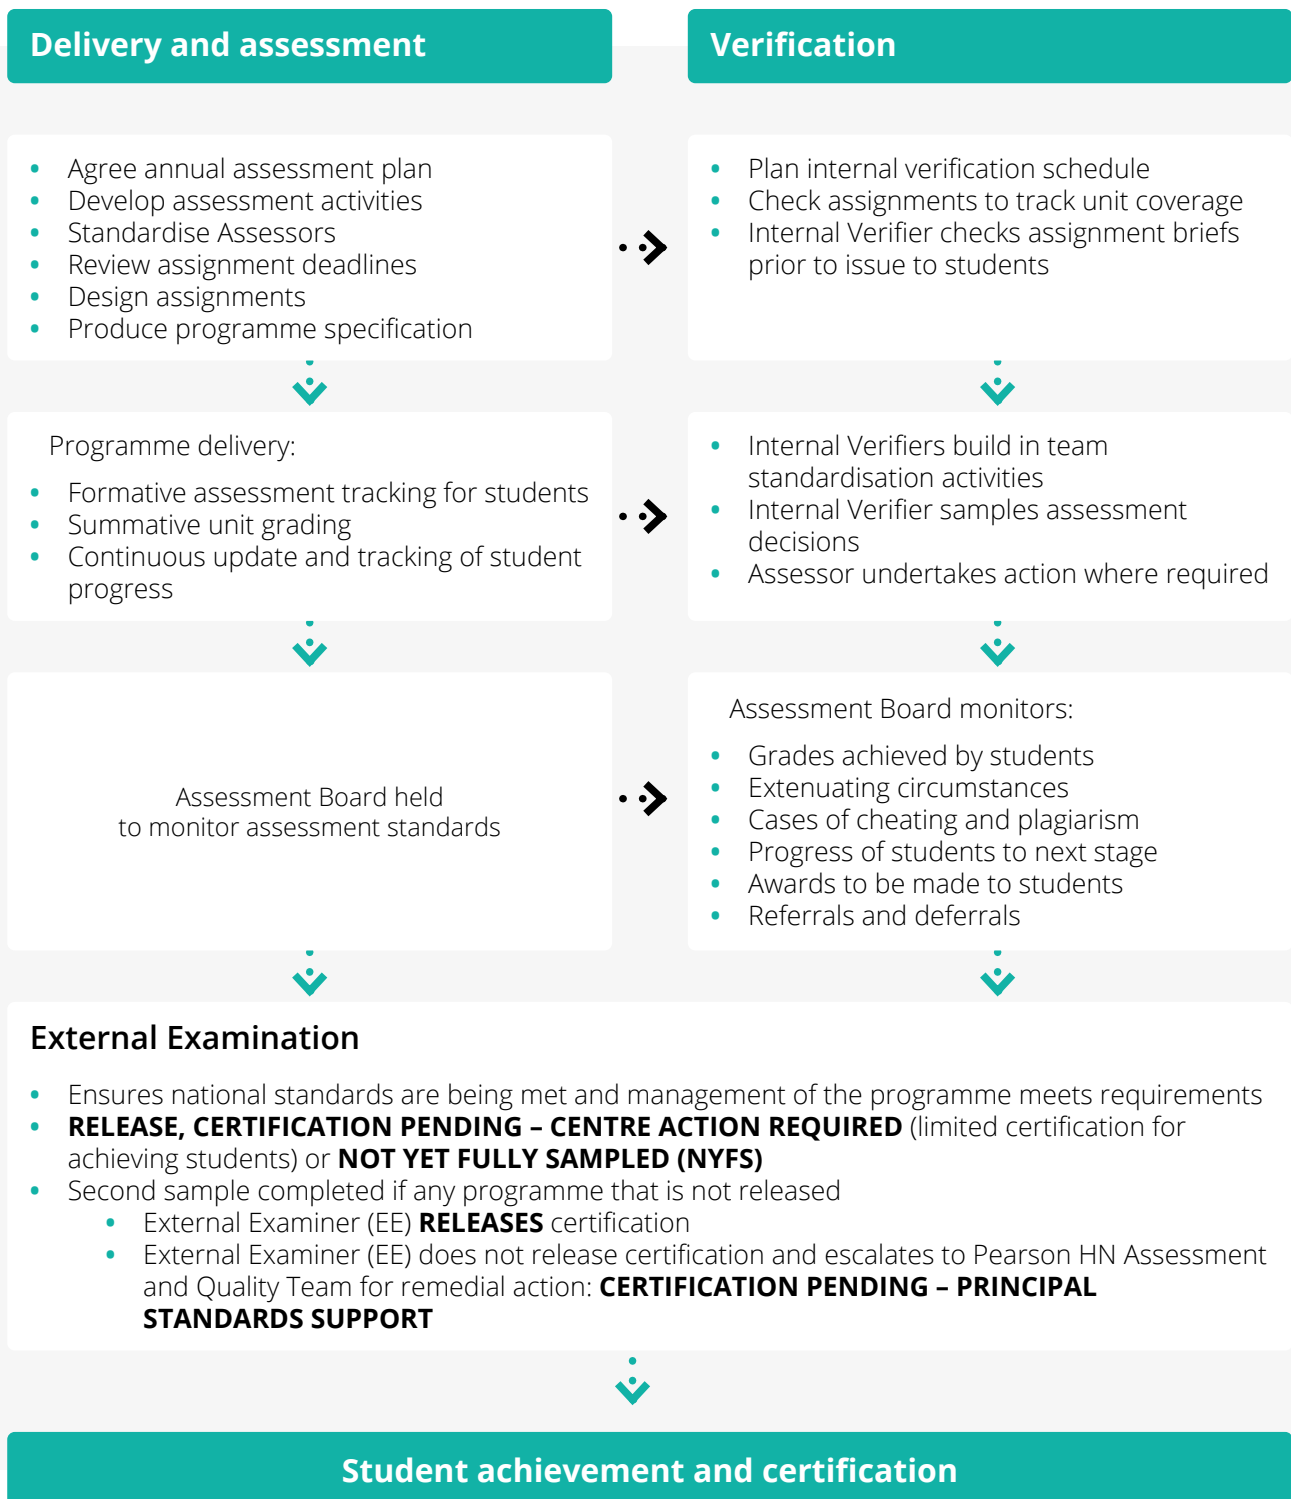 Delivery and assessment
Verification
• Agree annual assessment plan
• Develop assessment activities
• Standardise Assessors
• Review assignment deadlines
• Design assignments
• Produce programme specification
• Plan internal verification schedule
• Check assignments to track unit coverage
• Internal Verifier checks assignment briefs
prior to issue to students
Programme delivery:
• Formative assessment tracking for students
• Summative unit grading
• Continuous update and tracking of student
progress
• Internal Verifiers build in team
standardisation activities
• Internal Verifier samples assessment
decisions
• Assessor undertakes action where required
Assessment Board held
to monitor assessment standards
Assessment Board monitors:
• Grades achieved by students
• Extenuating circumstances
• Cases of cheating and plagiarism
• Progress of students to next stage
• Awards to be made to students
• Referrals and deferrals
External Examination
• Ensures national standards are being met and management of the programme meets requirements
• RELEASE, CERTIFICATION PENDING – CENTRE ACTION REQUIRED (limited certification for
achieving students) or NOT YET FULLY SAMPLED (NYFS)
• Second sample completed if any programme that is not released
• External Examiner (EE) RELEASES certification
• External Examiner (EE) does not release certification and escalates to Pearson HN Assessment
and Quality Team for remedial action: CERTIFICATION PENDING – PRINCIPAL
STANDARDS SUPPORT
Student achievement and certification